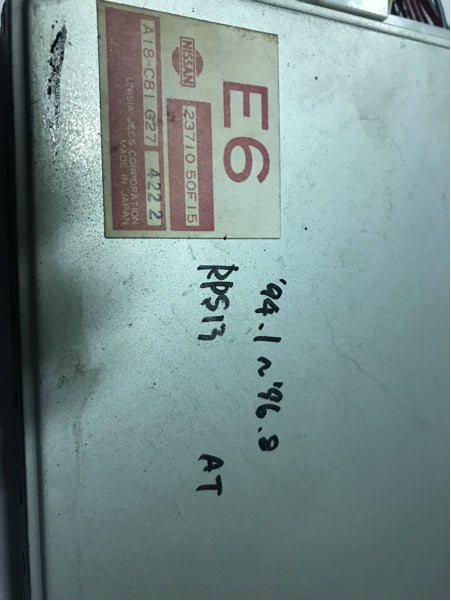 E6
NISSAN
23710 50F15
A18-C81 G27 4222
UNISIA JECS CORPORATION
MADE IN JAPAN
'94.1~'96.8
RPS13 AT